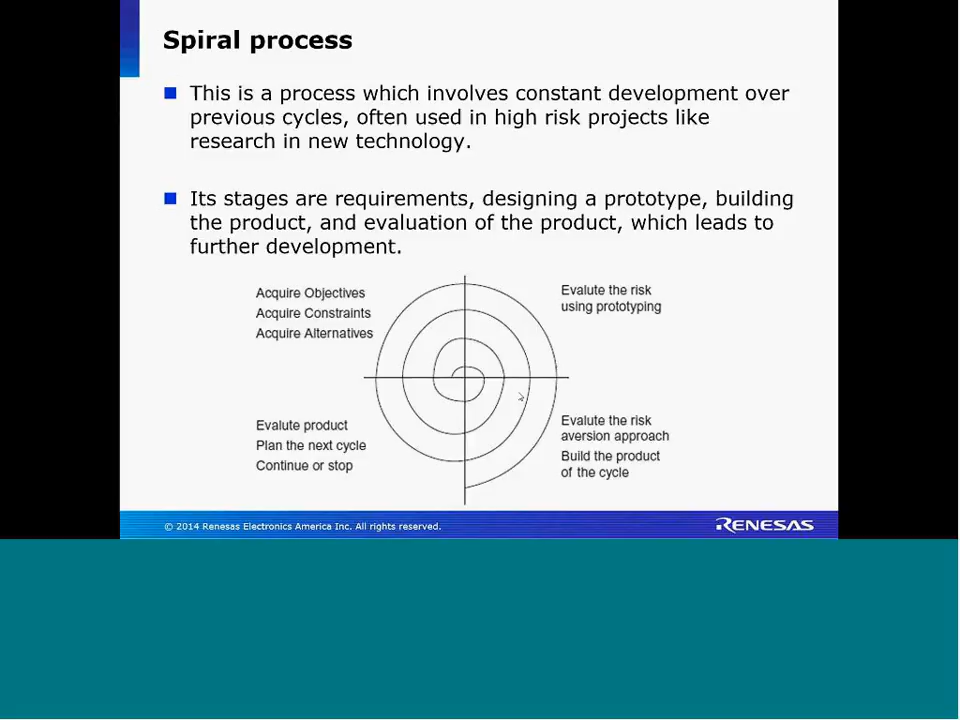 Spiral process
This is a process which involves constant development over
previous cycles, often used in high risk projects like
research in new technology.
Its stages are requirements, designing a prototype, building
the product, and evaluation of the product, which leads to
further development.
Acquire Objectives
Acquire Constraints
Acquire Alternatives
Evalute the risk
using prototyping
Evalute product
Plan the next cycle
Continue or stop
Evalute the risk
aversion approach
Build the product
of the cycle
© 2014 Renesas Electronics America Inc. All rights reserved.
RENESAS